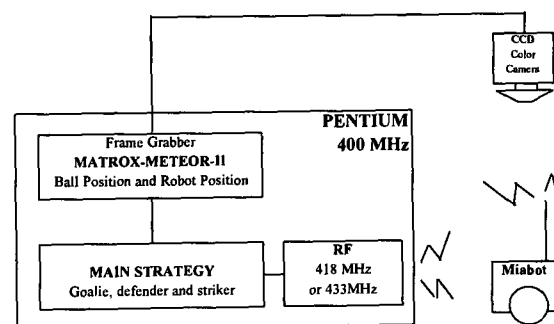 CCD
Color
Camera
PENTIUM
400 MHz
Frame Grabber
MATROX-METEOR-II
Ball Position and Robot Position
MAIN STRATEGY
Goalie, defender and striker
RF
418 MHz
or 433MHz
Miabot